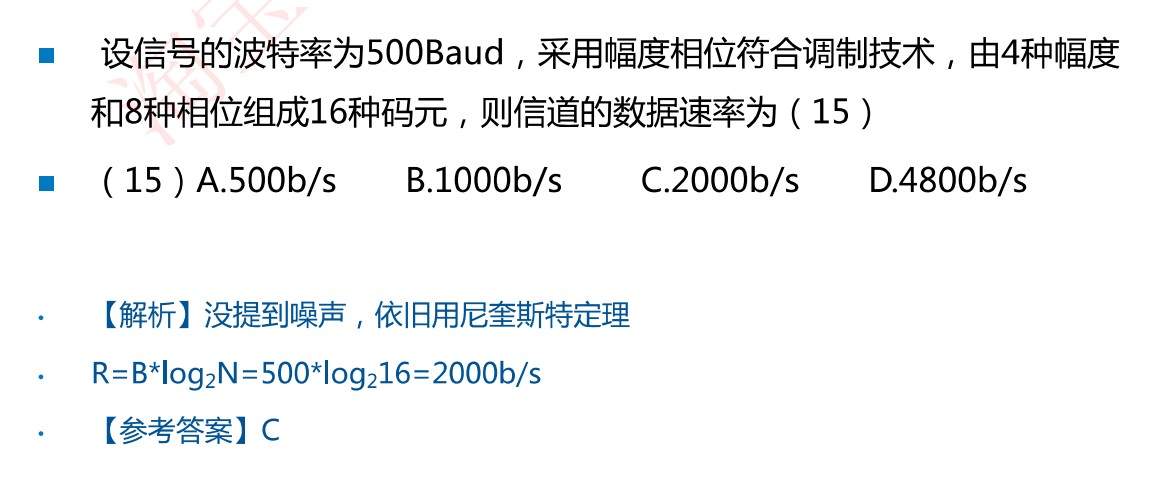 设信号的波特率为500Baud，采用幅度相位符合调制技术，由4种幅度
和8种相位组成16种码元，则信道的数据速率为（15）
（15）A.500b/s B.1000b/s C.2000b/s D.4800b/s
【解析】没提到噪声，依旧用尼奎斯特定理
R=B*log₂N=500*log₂16=2000b/s
【参考答案】C